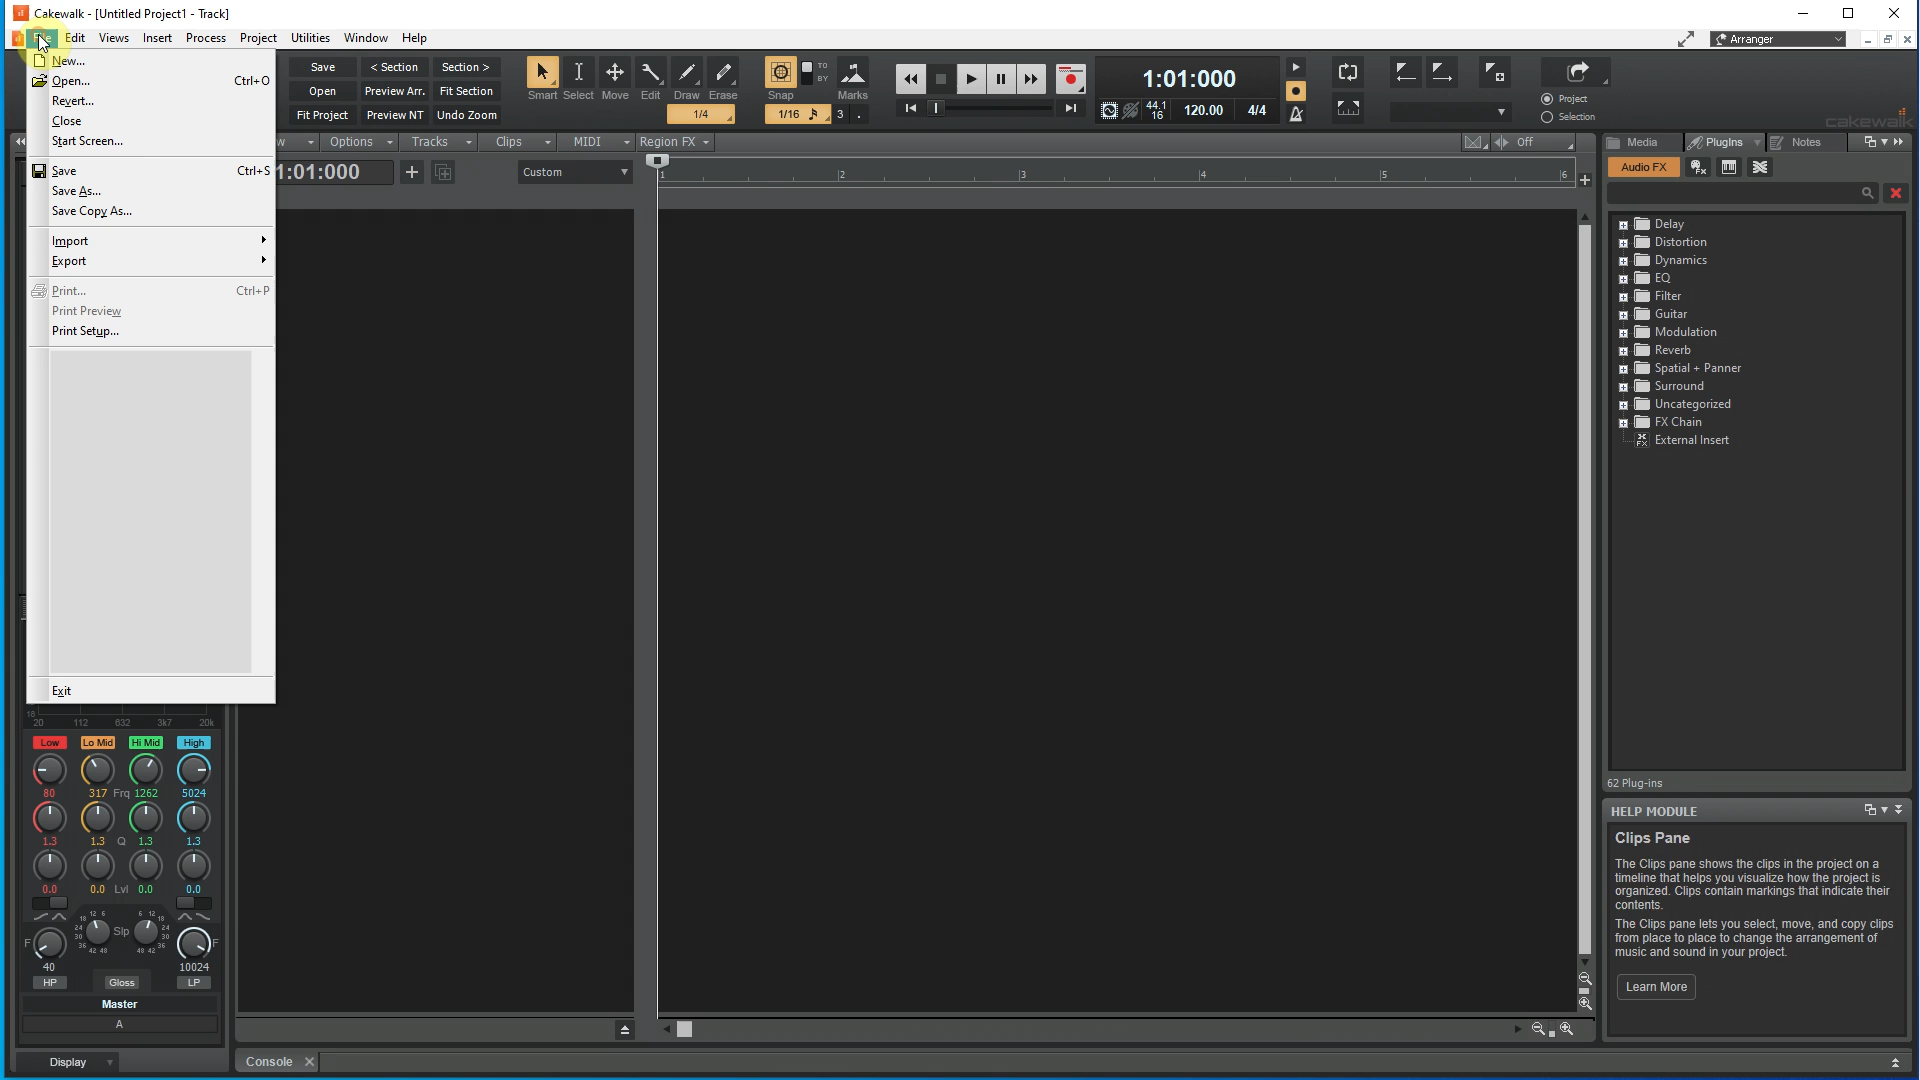 Cakewalk - [Untitled Project1 - Track]
File Edit Views Insert Process Project Utilities Options Window Help
Arranger
New...
Open... Ctrl+O
Revert...
Close
Start Screen...
Save Ctrl+S
Save As...
Save Copy As...
Import
Export
Print... Ctrl+P
Print Preview
Print Setup...
Exit
Save < Section Section >
Open Preview Arr. Fit Section
Fit Project Preview NT Undo Zoom
Smart Select Move Edit Draw Erase
1/4
Snap TO BY Marks
1/16 3 .
1:01:000
44.1
16
120.00 4/4
Project
Selection
cakewalk
w Options Tracks Clips MIDI Region FX
Off
1:01:000
Custom
1 2 3 4 5 6
Media PlugIns Notes
Audio FX
Delay
Distortion
Dynamics
EQ
Filter
Guitar
Modulation
Reverb
Spatial + Panner
Surround
Uncategorized
FX Chain
External Insert
62 Plug-ins
HELP MODULE
Clips Pane
The Clips pane shows the clips in the project on a
timeline that helps you visualize how the project is
organized. Clips contain markings that indicate their
contents.
The Clips pane lets you select, move, and copy clips
from place to place to change the arrangement of
music and sound in your project.
Learn More
18
20 112 632 3k7 20k
Low Lo Mid Hi Mid High
80 317 Frq 1262 5024
1.3 1.3 Q 1.3 1.3
0.0 0.0 Lvl 0.0 0.0
Slp
F F
40 10024
HP Gloss LP
Master
A
Display
Console